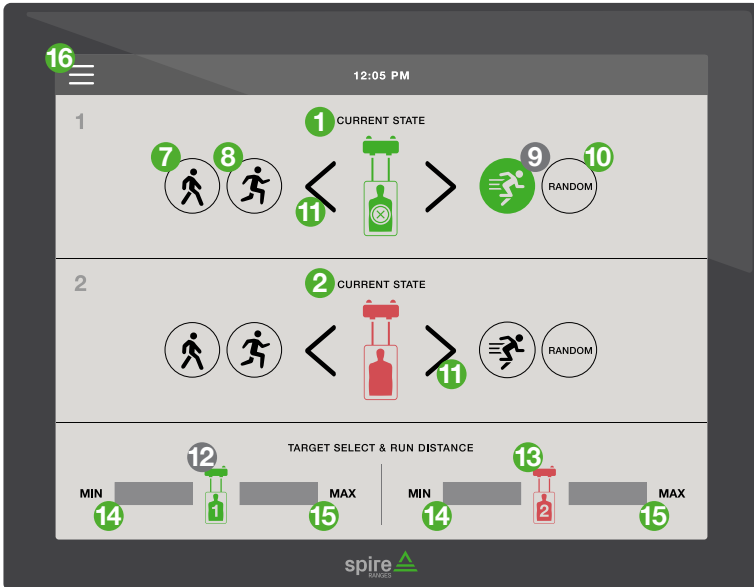 16
12:05 PM
1
1 CURRENT STATE
7
8
9
10
11
RANDOM
2
2 CURRENT STATE
11
RANDOM
12
TARGET SELECT & RUN DISTANCE
13
MIN
1
MAX
MIN
2
MAX
14
15
14
15
spire
RANGES